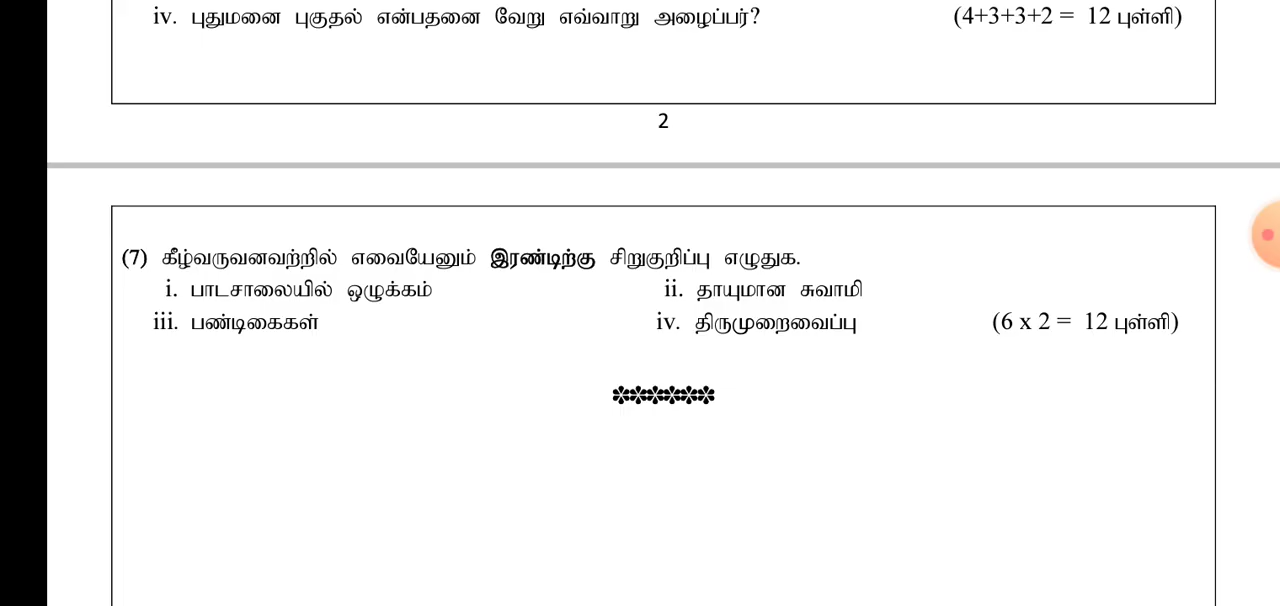 iv. புதுமனை புகுதல் என்பதனை வேறு எவ்வாறு அழைப்பர்? (4+3+3+2 = 12 புள்ளி)
2
(7) கீழ்வருவனவற்றில் எவையேனும் இரண்டிற்கு சிறுகுறிப்பு எழுதுக.
i. பாடசாலையில் ஒழுக்கம் ii. தாயுமான சுவாமி
iii. பண்டிகைகள் iv. திருமுறைவைப்பு (6 x 2 = 12 புள்ளி)